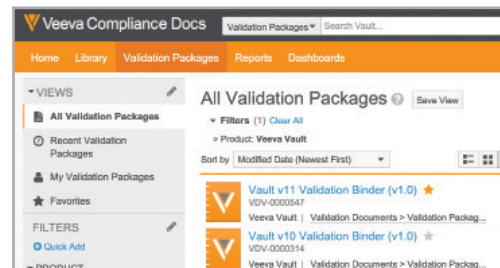 Veeva Compliance Docs
Validation Packages
Search Vault...
Home Library Validation Packages Reports Dashboards
VIEWS
All Validation Packages
Recent Validation
Packages
My Validation Packages
Favorites
FILTERS
Quick Add
PRODUCT
All Validation Packages
Save View
Filters (1) Clear All
> Product: Veeva Vault
Sort by Modified Date (Newest First)
Vault v11 Validation Binder (v1.0)
VDV-0000547
Veeva Vault | Validation Documents > Validation Packag...
Vault v10 Validation Binder (v1.0)
VDV-0000314
Veeva Vault | Validation Documents > Validation Packag...